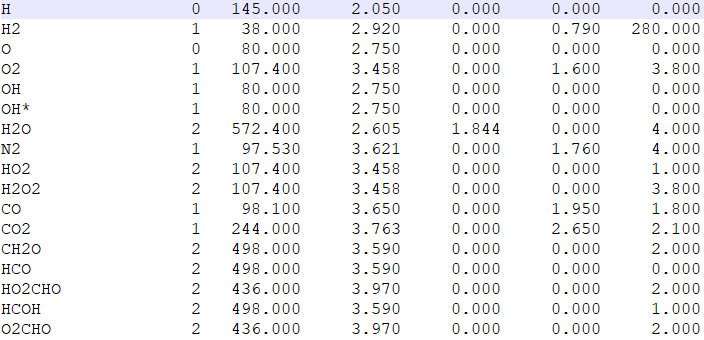 H 0 145.000 2.050 0.000 0.000 0.000
H2 1 38.000 2.920 0.000 0.790 280.000
O 0 80.000 2.750 0.000 0.000 0.000
O2 1 107.400 3.458 0.000 1.600 3.800
OH 1 80.000 2.750 0.000 0.000 0.000
OH* 1 80.000 2.750 0.000 0.000 0.000
H2O 2 572.400 2.605 1.844 0.000 4.000
N2 1 97.530 3.621 0.000 1.760 4.000
HO2 2 107.400 3.458 0.000 0.000 1.000
H2O2 2 107.400 3.458 0.000 0.000 3.800
CO 1 98.100 3.650 0.000 1.950 1.800
CO2 1 244.000 3.763 0.000 2.650 2.100
CH2O 2 498.000 3.590 0.000 0.000 2.000
HCO 2 498.000 3.590 0.000 0.000 0.000
HO2CHO 2 436.000 3.970 0.000 0.000 2.000
HCOH 2 498.000 3.590 0.000 0.000 1.000
O2CHO 2 436.000 3.970 0.000 0.000 2.000